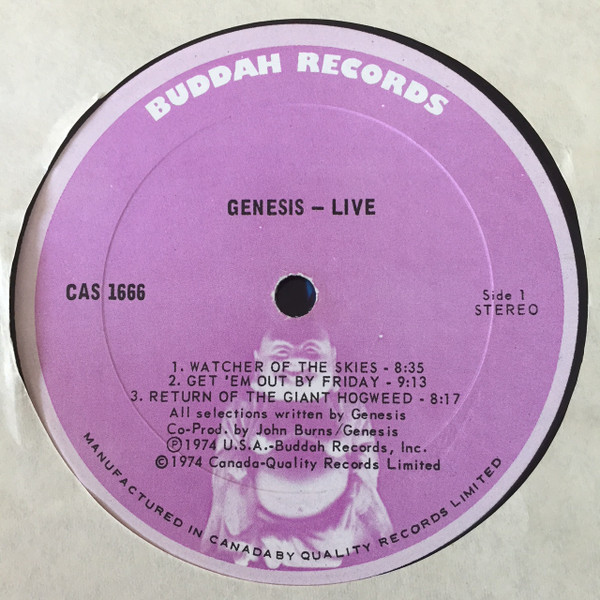 BUDDAH RECORDS
GENESIS – LIVE
CAS 1666
Side 1
STEREO
1. WATCHER OF THE SKIES - 8:35
2. GET 'EM OUT BY FRIDAY - 9:13
3. RETURN OF THE GIANT HOGWEED - 8:17
All selections written by Genesis
Co-Prod. by John Burns/Genesis
Ⓟ1974 U.S.A.-Buddah Records, Inc.
©1974 Canada-Quality Records Limited
MANUFACTURED IN CANADA BY QUALITY RECORDS LIMITED